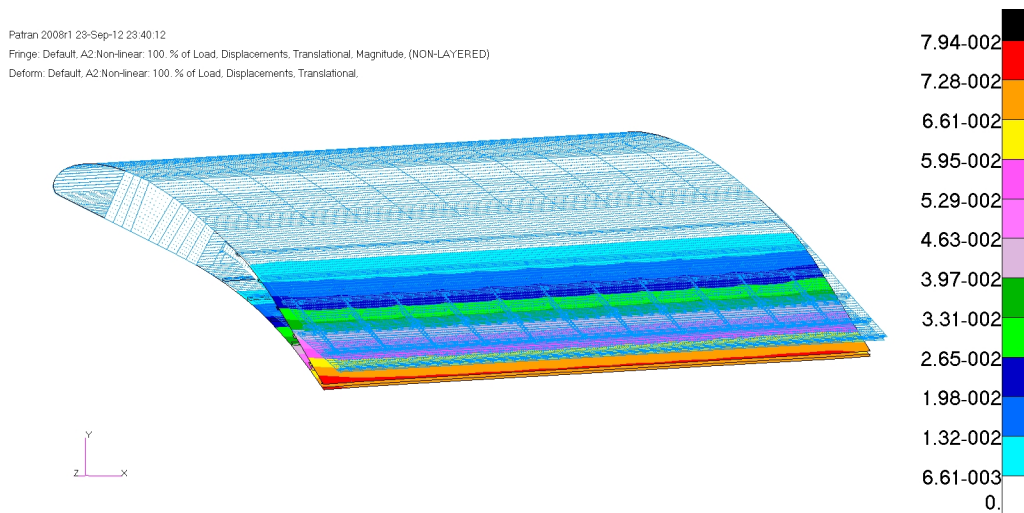 Patran 2008r1 23-Sep-12 23:40:12
Fringe: Default, A2:Non-linear: 100. % of Load, Displacements, Translational, Magnitude, (NON-LAYERED)
Deform: Default, A2:Non-linear: 100. % of Load, Displacements, Translational,
7.94-002
7.28-002
6.61-002
5.95-002
5.29-002
4.63-002
3.97-002
3.31-002
2.65-002
1.98-002
1.32-002
6.61-003
0.
Y
Z X